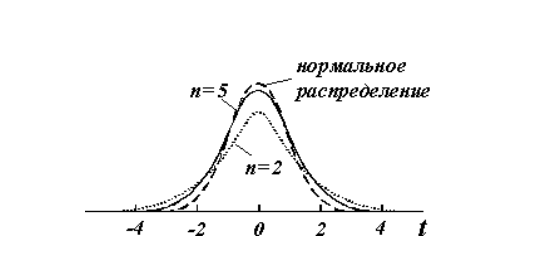 нормальное
распределение
n=5
n=2
-4 -2 0 2 4 t